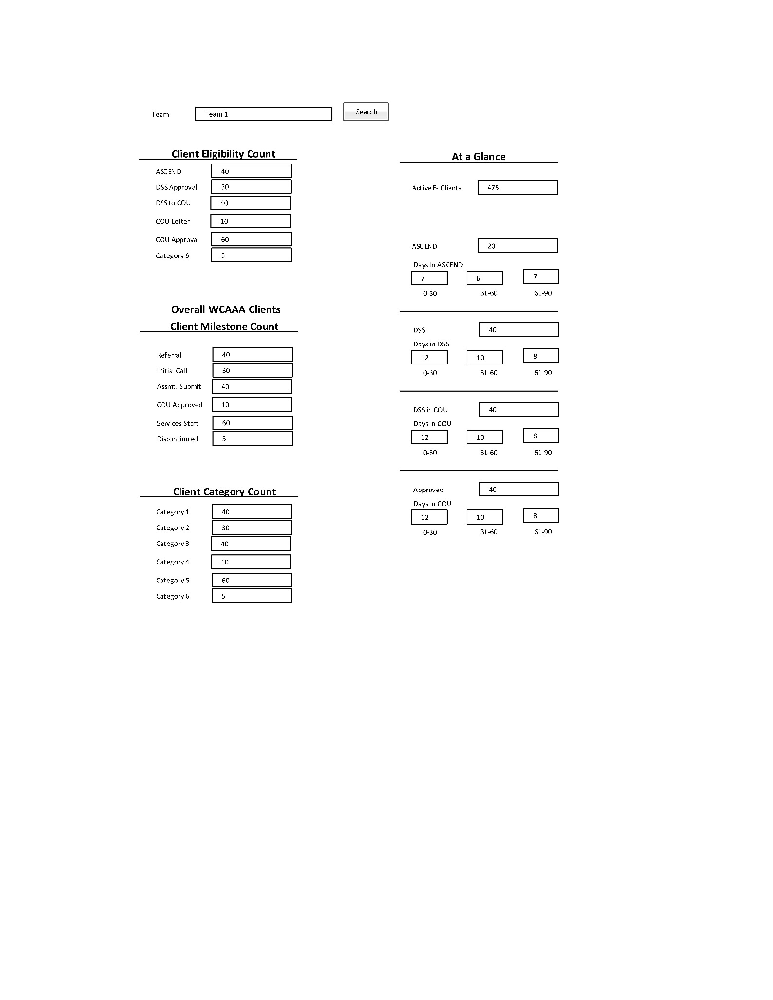 Team
Team 1
Search
Client Eligibility Count
ASCEND 40
DSS Approval 30
DSS to COU 40
COU Letter 10
COU Approval 60
Category 6 5
Overall WCAAA Clients
Client Milestone Count
Referral 40
Initial Call 30
Assmt. Submit 40
COU Approved 10
Services Start 60
Discontinued 5
Client Category Count
Category 1 40
Category 2 30
Category 3 40
Category 4 10
Category 5 60
Category 6 5
At a Glance
Active E- Clients 475
ASCEND 20
Days In ASCEND
7 6 7
0-30 31-60 61-90
DSS 40
Days in DSS
12 10 8
0-30 31-60 61-90
DSS in COU 40
Days in COU
12 10 8
0-30 31-60 61-90
Approved 40
Days in COU
12 10 8
0-30 31-60 61-90